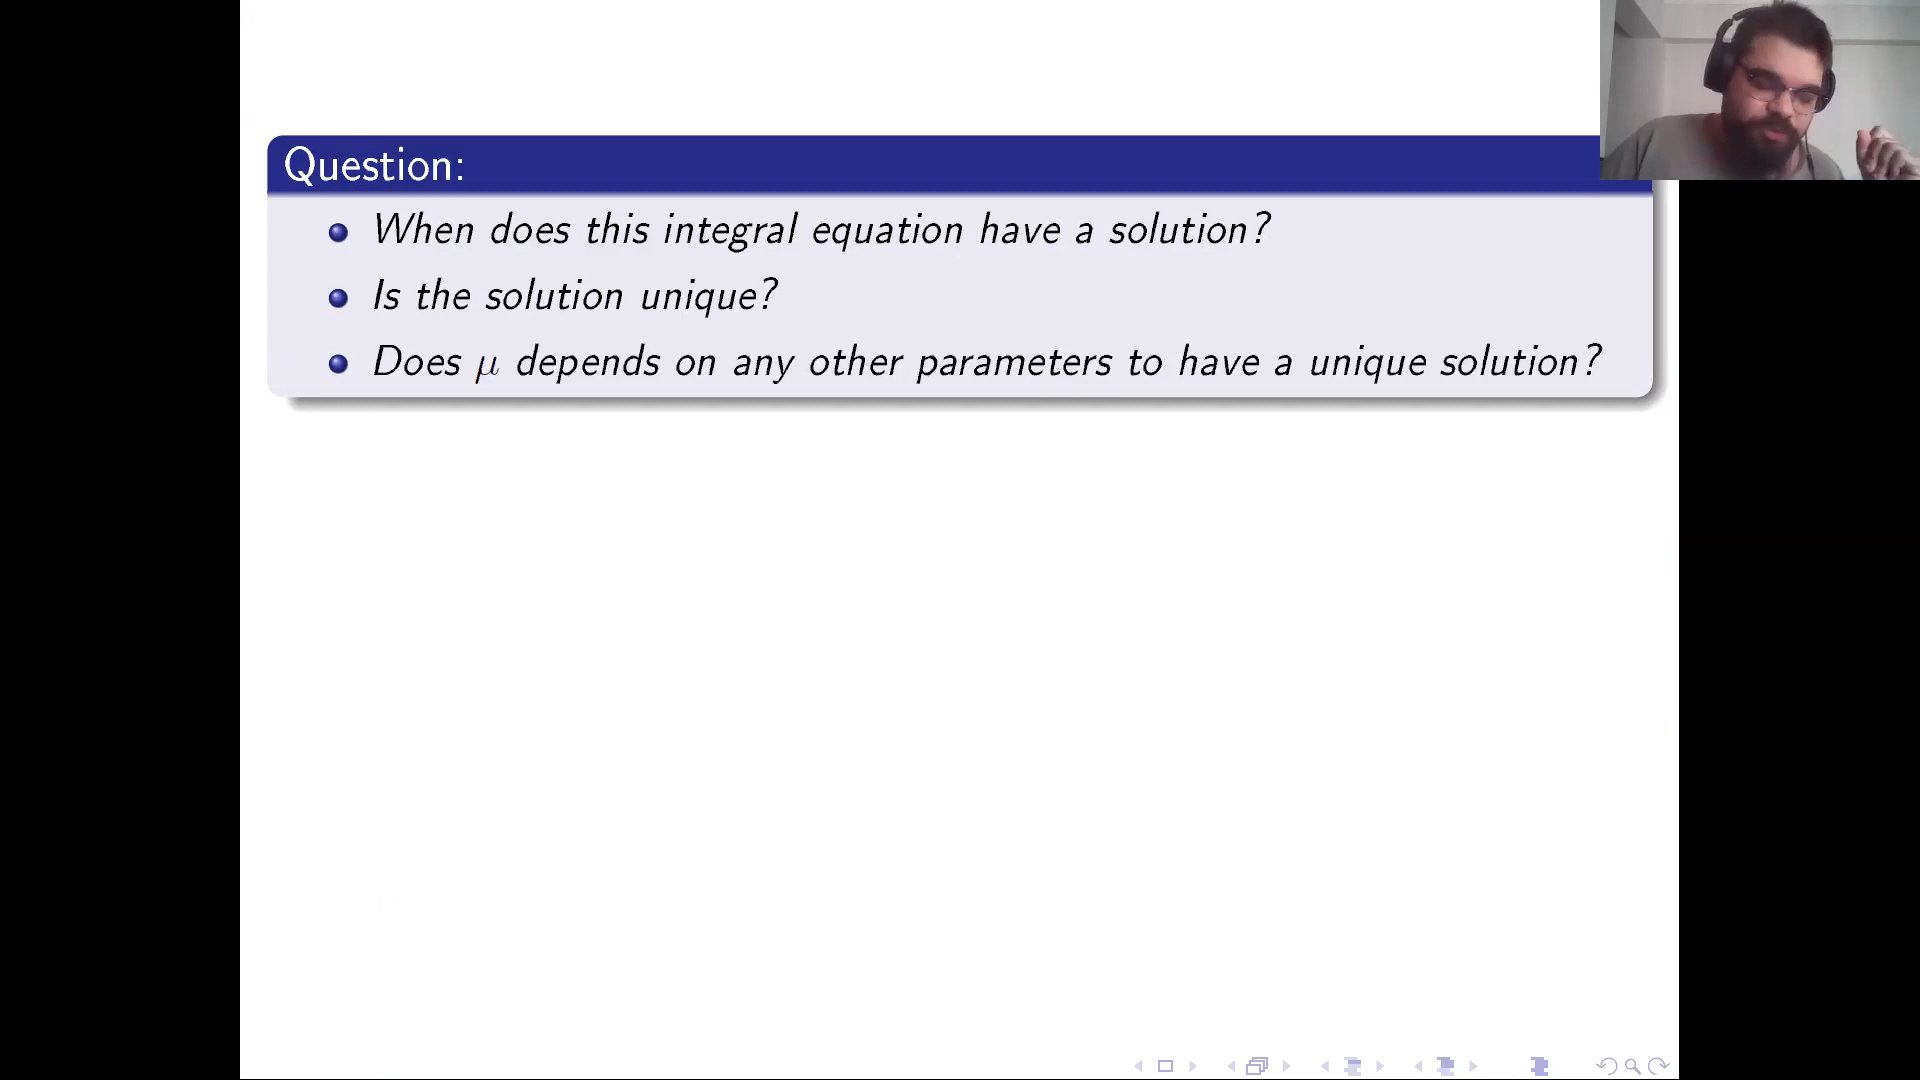 Question:
When does this integral equation have a solution?
Is the solution unique?
Does μ depends on any other parameters to have a unique solution?